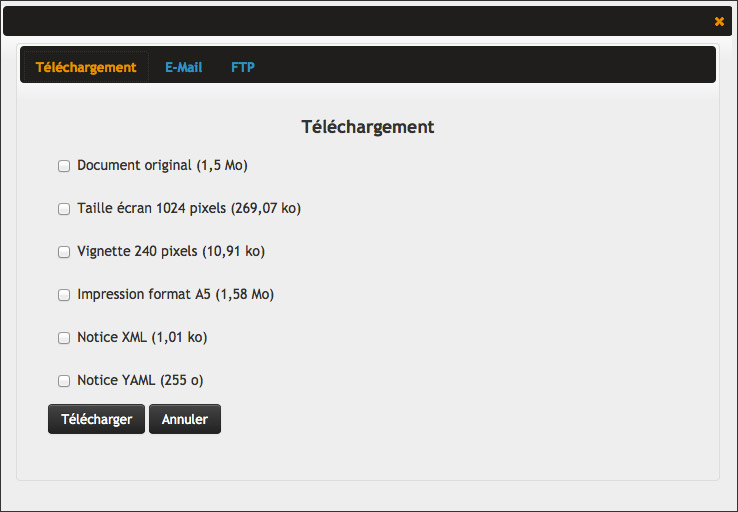 Téléchargement E-Mail FTP
Téléchargement
Document original (1,5 Mo)
Taille écran 1024 pixels (269,07 ko)
Vignette 240 pixels (10,91 ko)
Impression format A5 (1,58 Mo)
Notice XML (1,01 ko)
Notice YAML (255 o)
Télécharger Annuler